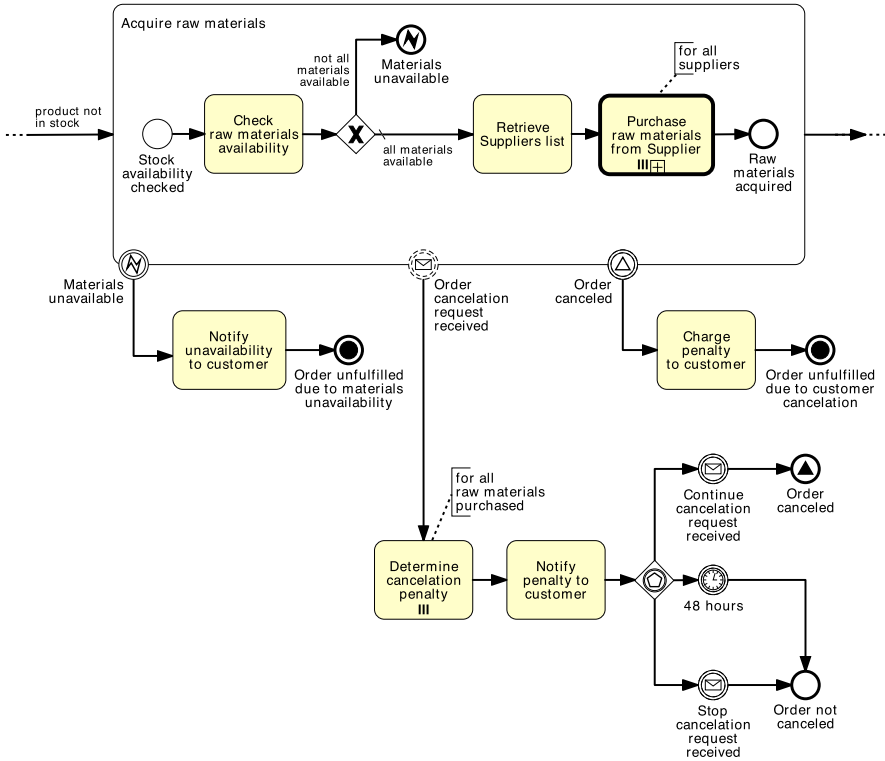 Acquire raw materials
for all
suppliers
not all
materials
available
Materials
unavailable
product not
in stock
Check
raw materials
availability
X
Retrieve
Suppliers list
Purchase
raw materials
from Supplier
all materials
available
Stock
availability
checked
Raw
materials
acquired
Materials
unavailable
Order
cancelation
request
received
Order
canceled
Notify
unavailability
to customer
Order unfulfilled
due to materials
unavailability
Charge
penalty
to customer
Order unfulfilled
due to customer
cancelation
for all
raw materials
purchased
Continue
cancelation
request
received
Order
canceled
Determine
cancelation
penalty
Notify
penalty to
customer
48 hours
Stop
cancelation
request
received
Order not
canceled